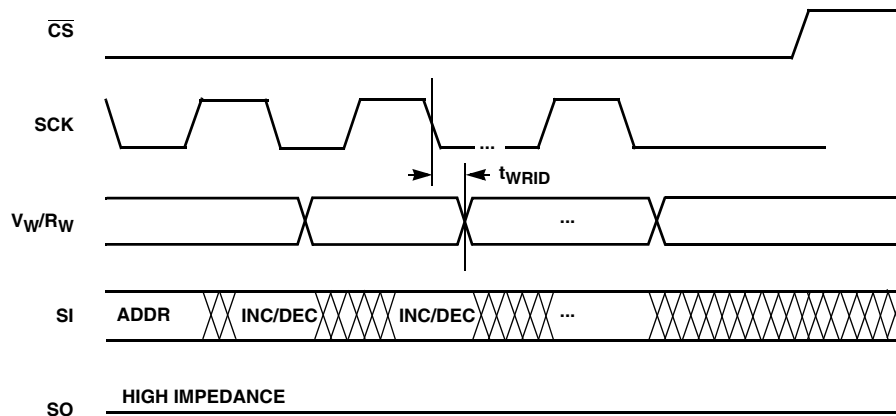 CS
SCK
...
tWRID
VW/RW
...
SI
ADDR
INC/DEC
INC/DEC
...
HIGH IMPEDANCE
SO